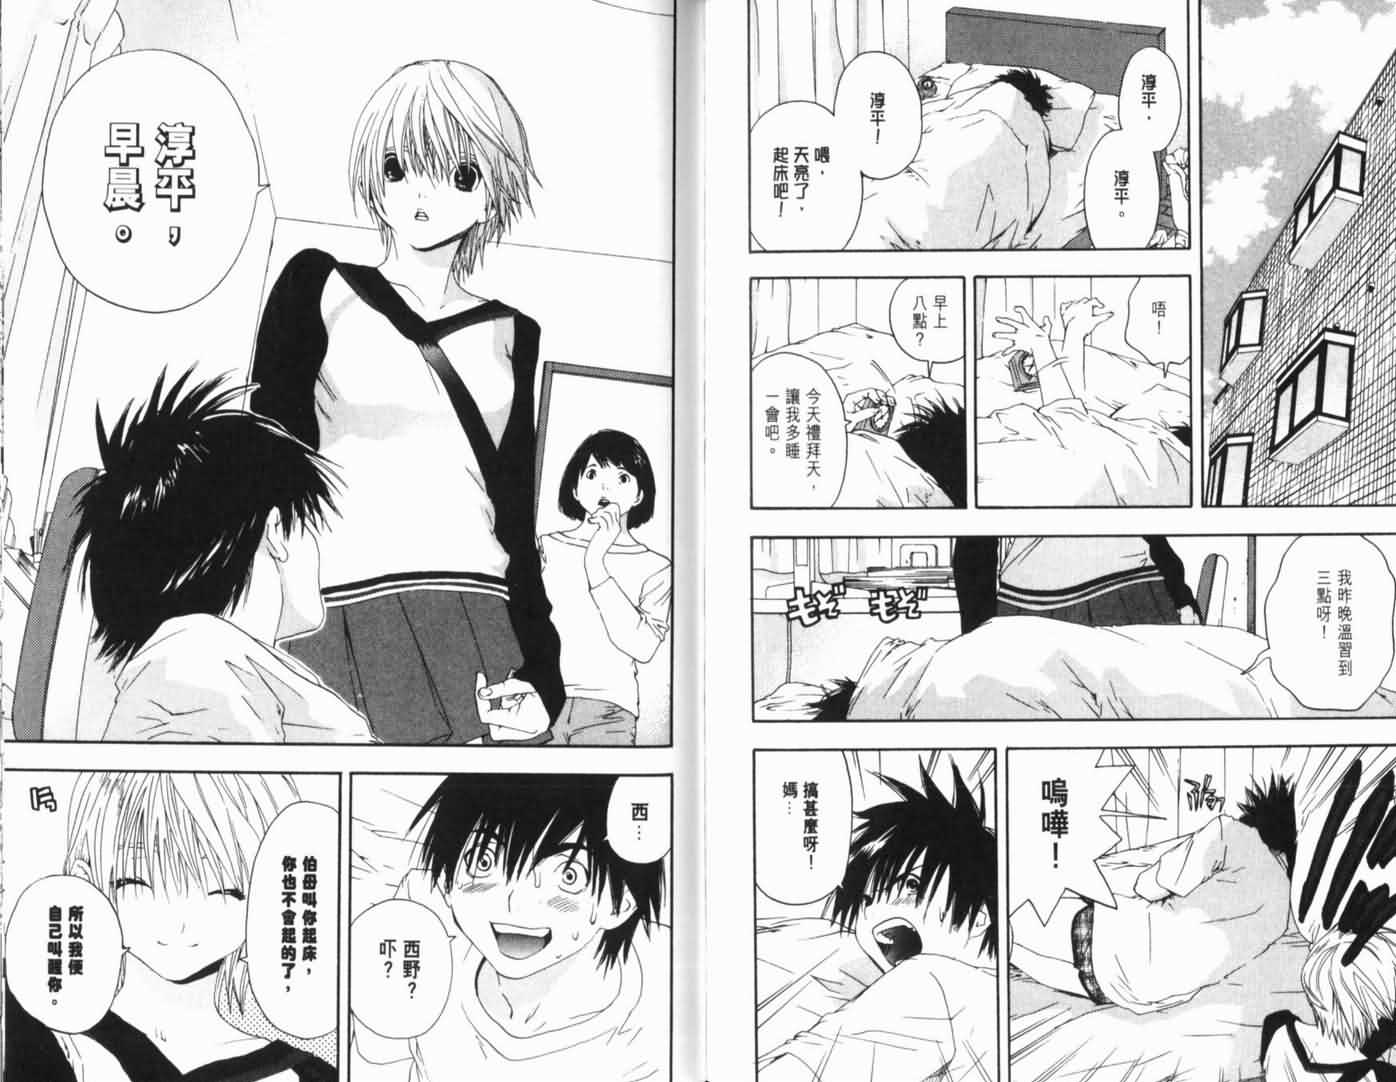 淳平，
淳平。
淳平！
喂，
天亮了，
起床吧！
唔！
早上
八點？
今天禮拜天，
讓我多睡
一會吧。
我昨晚溫習到
三點呀！
モぞ
モぞ
嗚嘩！
搞甚麼呀！
媽…
淳平，
早晨。
西…
西野？
吓？
伯母叫你起床，
你也不會起的了，
所以我便
自己叫醒你。